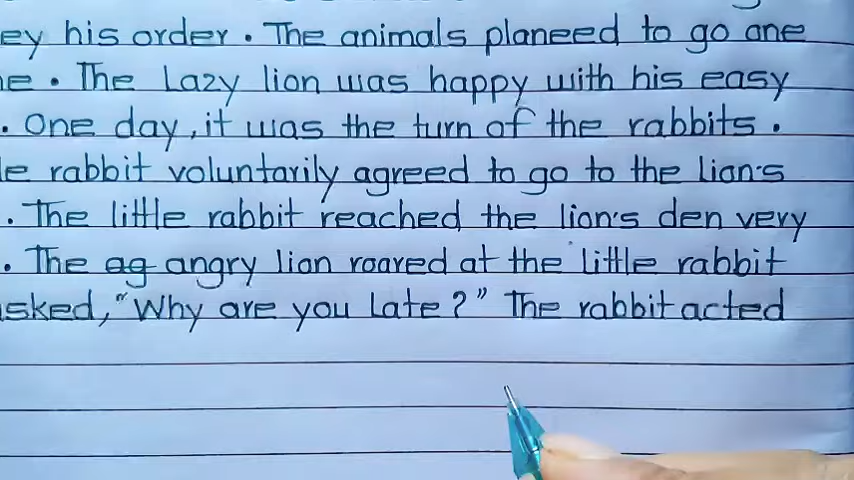 ey his order. The animals planeed to go one
e. The Lazy lion was happy with his easy
. One day, it was the turn of the rabbits.
le rabbit voluntarily agreed to go to the lion's
. The little rabbit reached the lion's den very
. The ag angry lion roared at the little rabbit
sked, "Why are you late?" The rabbit acted